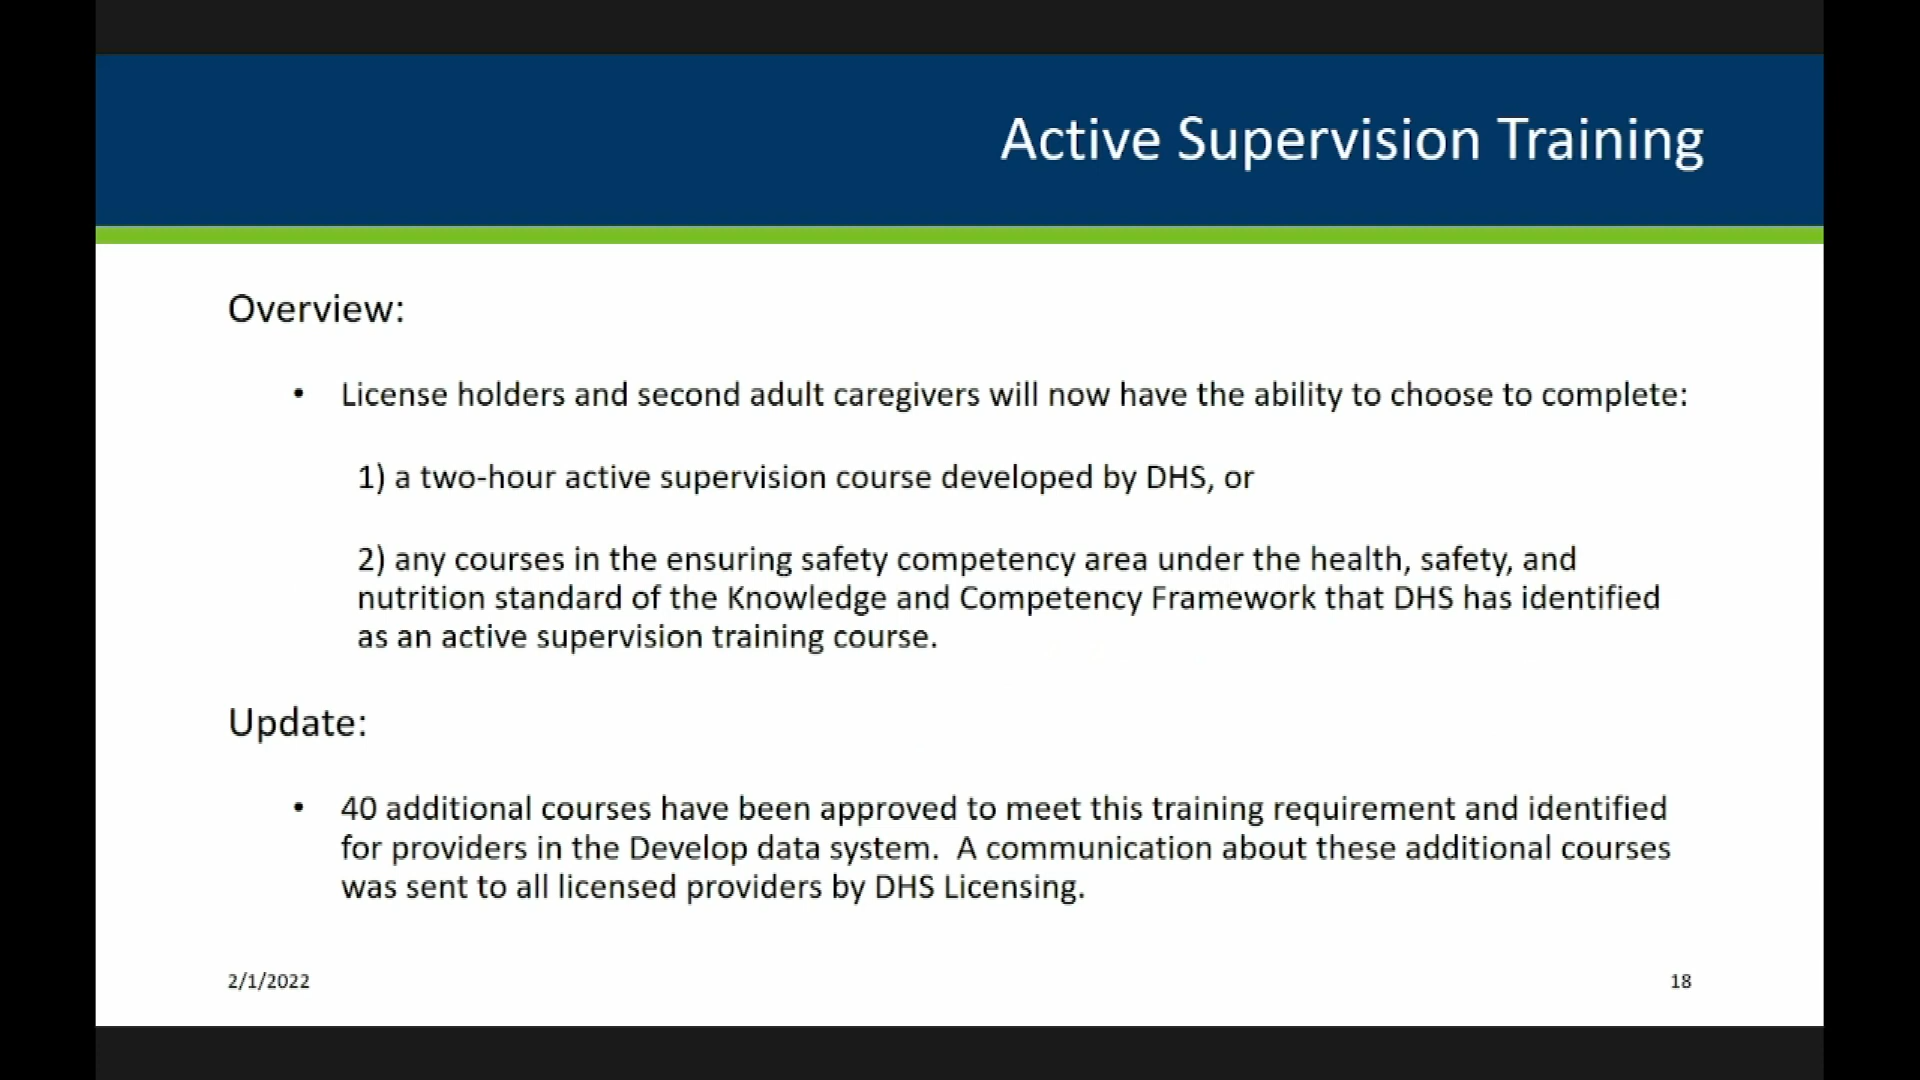 Active Supervision Training
Overview:
• License holders and second adult caregivers will now have the ability to choose to complete:
1) a two-hour active supervision course developed by DHS, or
2) any courses in the ensuring safety competency area under the health, safety, and
nutrition standard of the Knowledge and Competency Framework that DHS has identified
as an active supervision training course.
Update:
• 40 additional courses have been approved to meet this training requirement and identified
for providers in the Develop data system.  A communication about these additional courses
was sent to all licensed providers by DHS Licensing.
2/1/2022
18